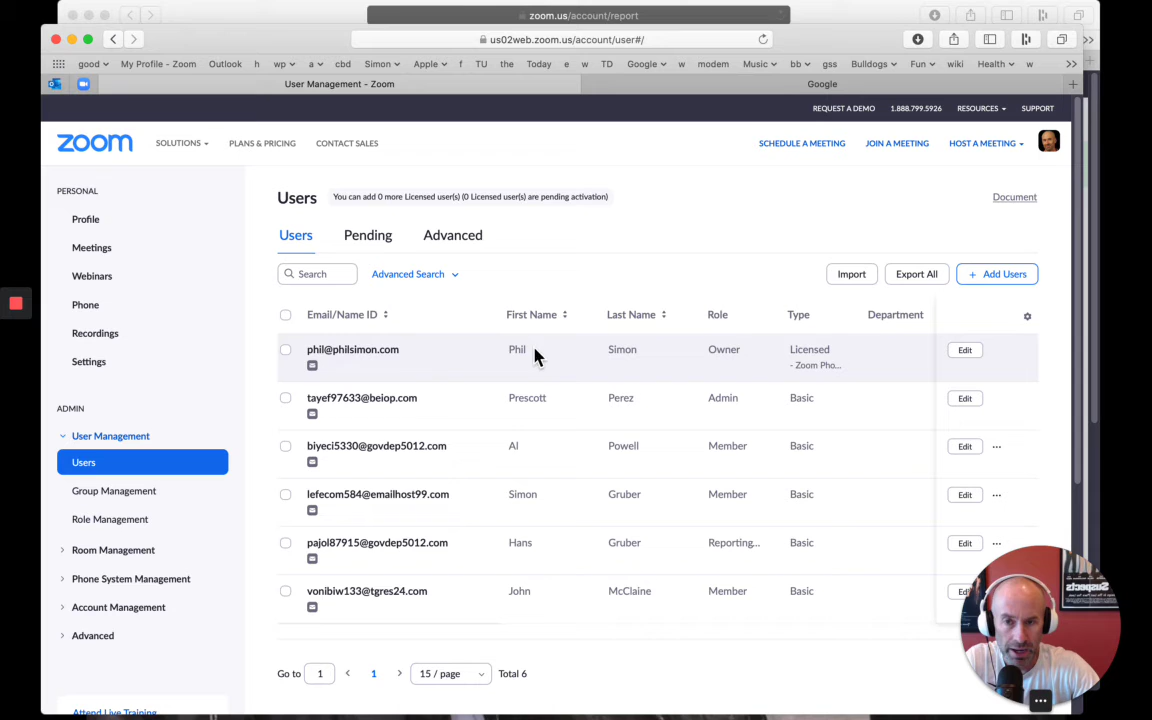 zoom.us/account/report
us02web.zoom.us/account/user#/
good My Profile - Zoom Outlook h wp a cbd Simon Apple f TU the Today e w TD Google w modem Music bb gss Bulldogs Fun wiki Health w
User Management - Zoom Google
REQUEST A DEMO 1.888.799.5926 RESOURCES SUPPORT
zoom SOLUTIONS PLANS & PRICING CONTACT SALES SCHEDULE A MEETING JOIN A MEETING HOST A MEETING
PERSONAL
Profile
Meetings
Webinars
Phone
Recordings
Settings
ADMIN
User Management
Users
Group Management
Role Management
Room Management
Phone System Management
Account Management
Advanced
Attend Live Training
Users You can add 0 more Licensed user(s) (0 Licensed user(s) are pending activation) Document
Users Pending Advanced
Search Advanced Search Import Export All + Add Users
Email/Name ID First Name Last Name Role Type Department
phil@philsimon.com Phil Simon Owner Licensed Edit
- Zoom Pho...
tayef97633@beiop.com Prescott Perez Admin Basic Edit
biyeci5330@govdep5012.com Al Powell Member Basic Edit ...
lefecom584@emailhost99.com Simon Gruber Member Basic Edit ...
pajol87915@govdep5012.com Hans Gruber Reporting... Basic Edit ...
vonibiw133@tgres24.com John McClaine Member Basic
Go to 1 1 15 / page Total 6